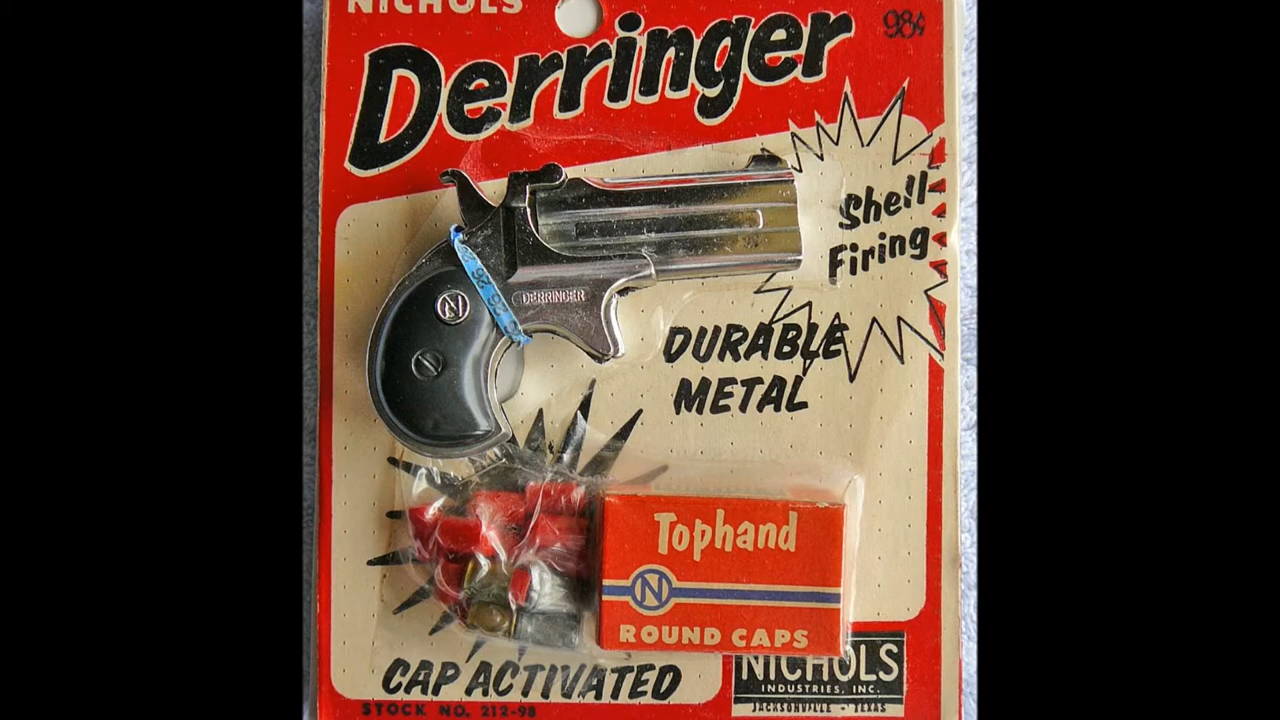 NICHOLS
98¢
Derringer
Shell
Firing
N
DERRINGER
DURABLE
METAL
Tophand
N
ROUND CAPS
CAP ACTIVATED
NICHOLS
INDUSTRIES, INC.
JACKSONVILLE - TEXAS
STOCK NO. 212-98